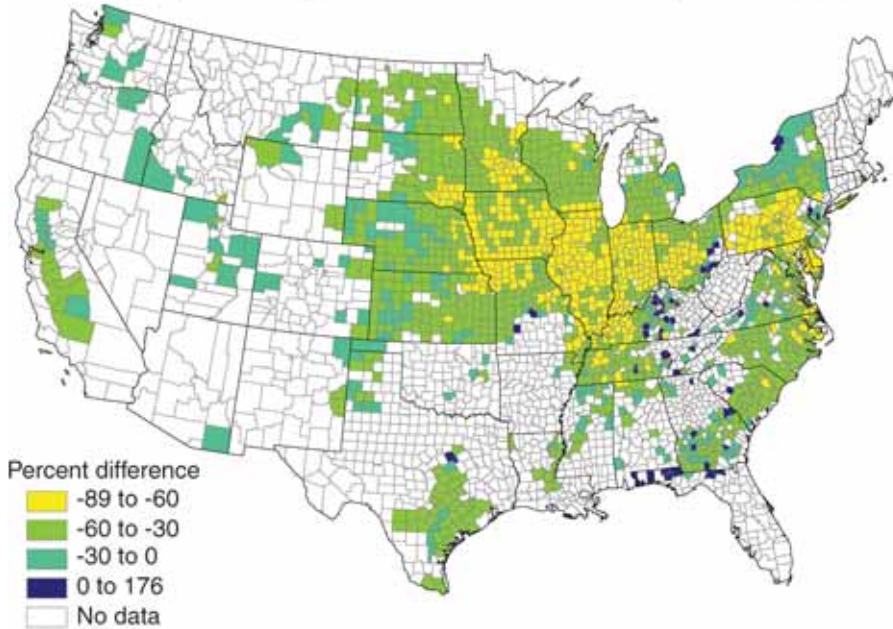 Percent difference
-89 to -60
-60 to -30
-30 to 0
0 to 176
No data